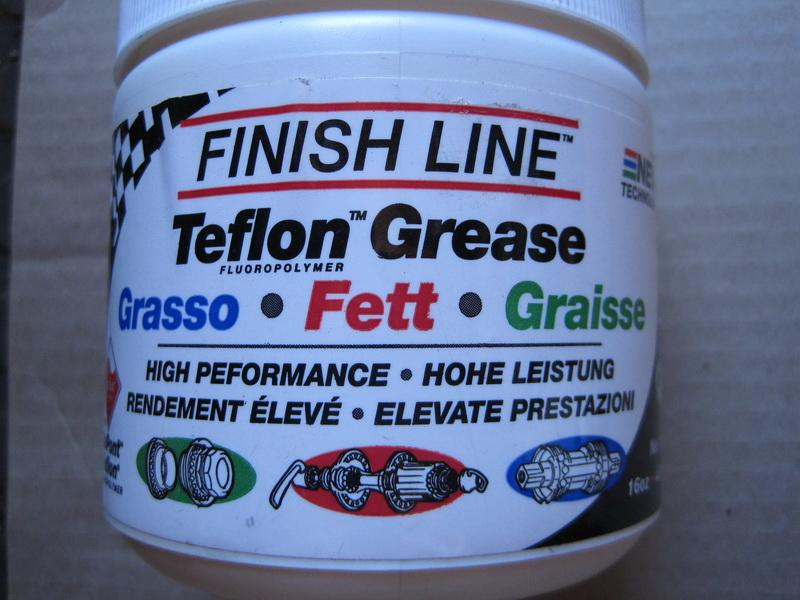 FINISH LINE™
Teflon™ Grease
FLUOROPOLYMER
Grasso • Fett • Graisse
HIGH PEFORMANCE • HOHE LEISTUNG
RENDEMENT ÉLEVÉ • ELEVATE PRESTAZIONI
16oz